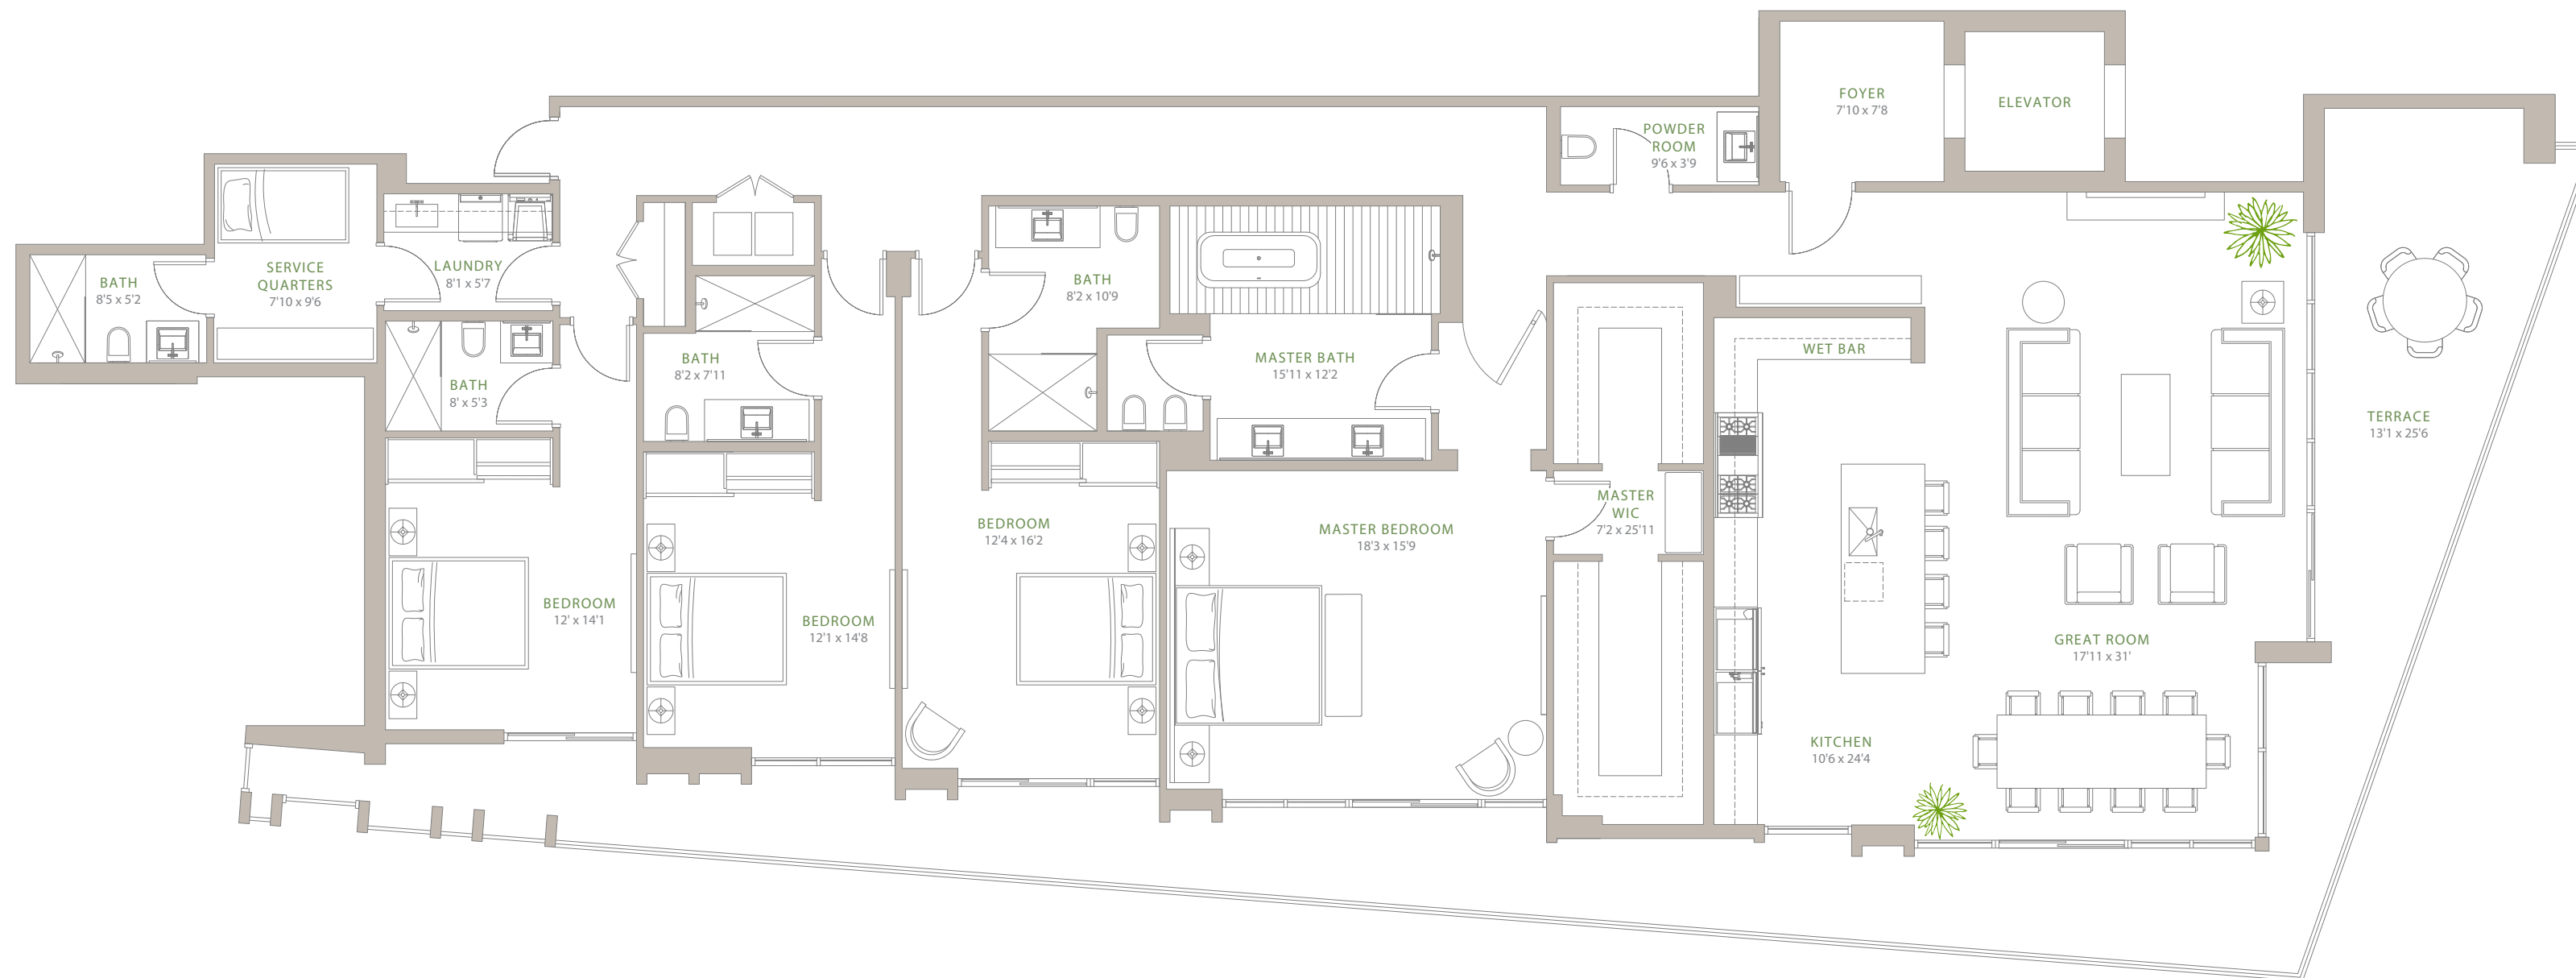 FOYER
7'10 x 7'8
ELEVATOR
POWDER
ROOM
9'6 x 3'9
SERVICE
QUARTERS
7'10 x 9'6
LAUNDRY
8'1 x 5'7
BATH
8'5 x 5'2
BATH
8'2 x 10'9
BATH
8' x 5'3
BATH
8'2 x 7'11
MASTER BATH
15'11 x 12'2
WET BAR
TERRACE
13'1 x 25'6
MASTER
WIC
7'2 x 25'11
BEDROOM
12'4 x 16'2
MASTER BEDROOM
18'3 x 15'9
BEDROOM
12' x 14'1
BEDROOM
12'1 x 14'8
GREAT ROOM
17'11 x 31'
KITCHEN
10'6 x 24'4